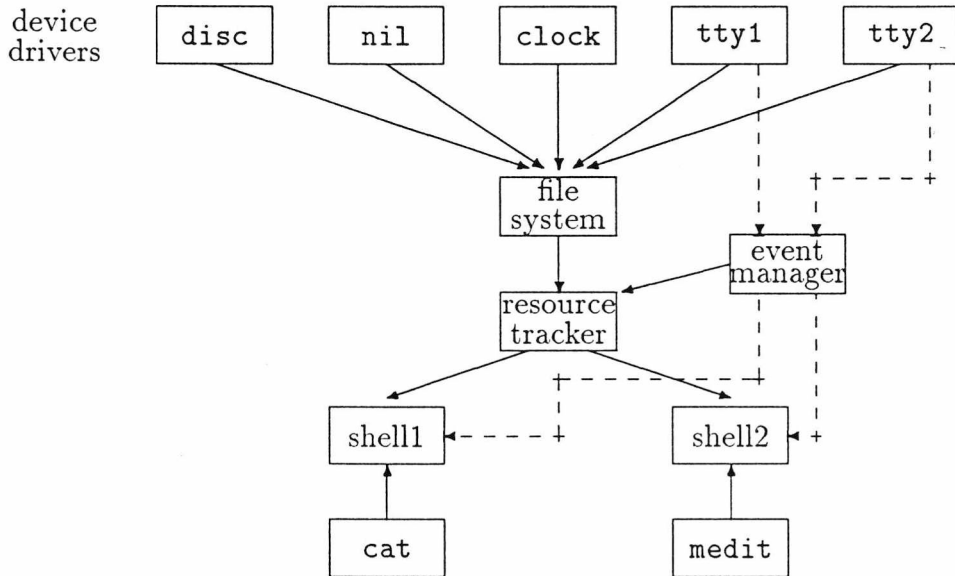 device
drivers
disc
nil
clock
tty1
tty2
file
system
event
manager
resource
tracker
shell1
shell2
cat
medit